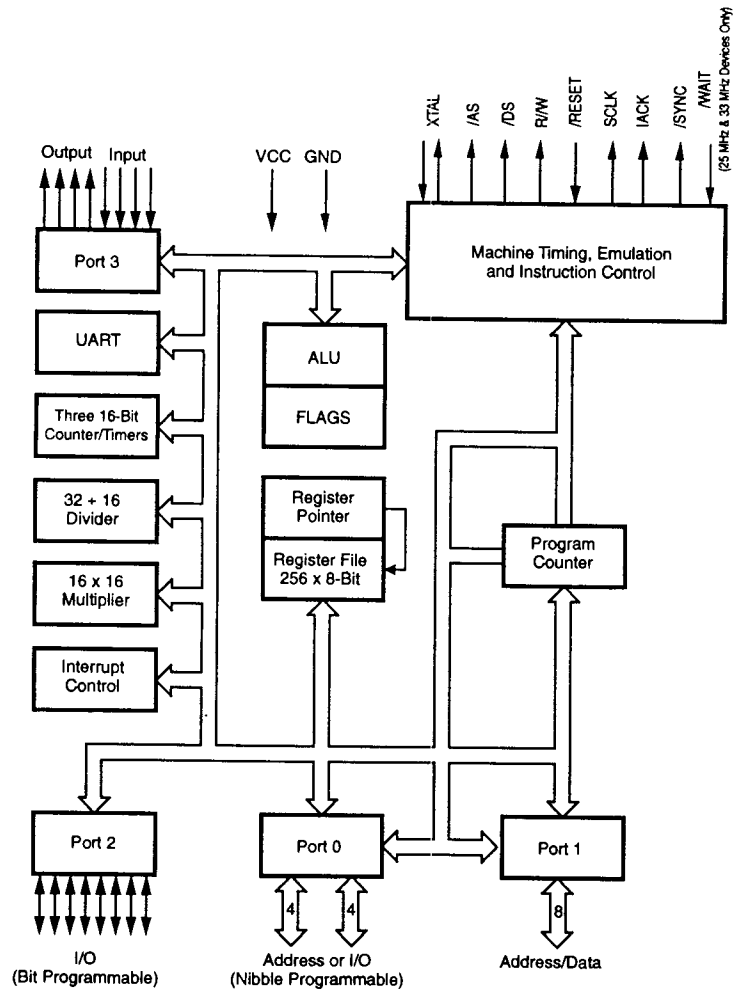 (25 MHz & 33 MHz Devices Only)
XTAL
/AS
/DS
R//W
/RESET
SCLK
IACK
/SYNC
/WAIT
Output
Input
VCC
GND
Port 3
Machine Timing, Emulation
and Instruction Control
UART
ALU
FLAGS
Three 16-Bit
Counter/Timers
32 + 16
Divider
Register
Pointer
Register File
256 x 8-Bit
Program
Counter
16 x 16
Multiplier
Interrupt
Control
Port 2
Port 0
Port 1
4
4
8
I/O
(Bit Programmable)
Address or I/O
(Nibble Programmable)
Address/Data